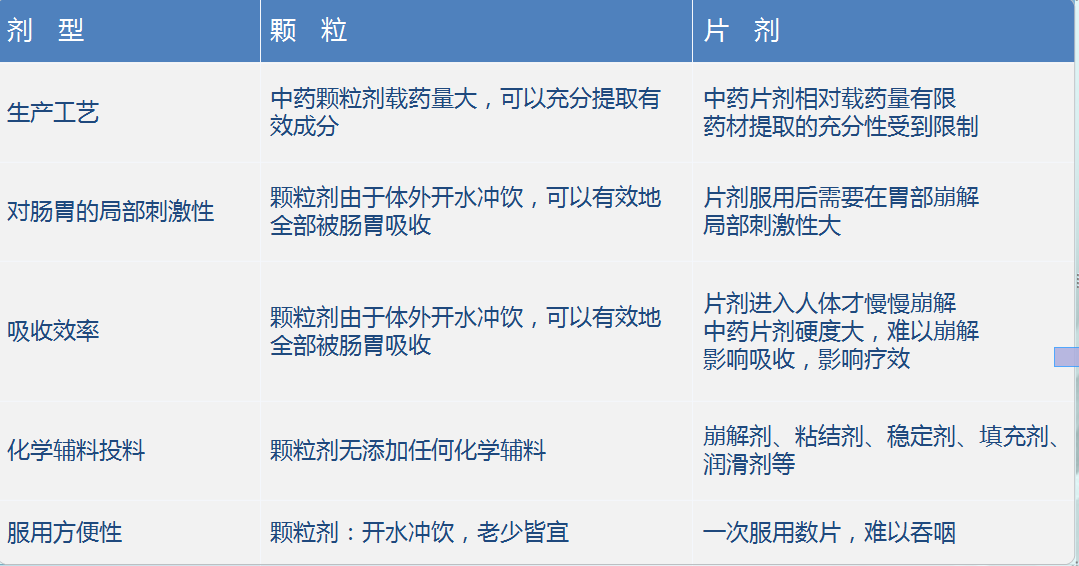 剂 型
颗 粒
片 剂
生产工艺
中药颗粒剂载药量大，可以充分提取有
效成分
中药片剂相对载药量有限
药材提取的充分性受到限制
对肠胃的局部刺激性
颗粒剂由于体外开水冲饮，可以有效地
全部被肠胃吸收
片剂服用后需要在胃部崩解
局部刺激性大
吸收效率
颗粒剂由于体外开水冲饮，可以有效地
全部被肠胃吸收
片剂进入人体才慢慢崩解
中药片剂硬度大，难以崩解
影响吸收，影响疗效
化学辅料投料
颗粒剂无添加任何化学辅料
崩解剂、粘结剂、稳定剂、填充剂、
润滑剂等
服用方便性
颗粒剂：开水冲饮，老少皆宜
一次服用数片，难以吞咽